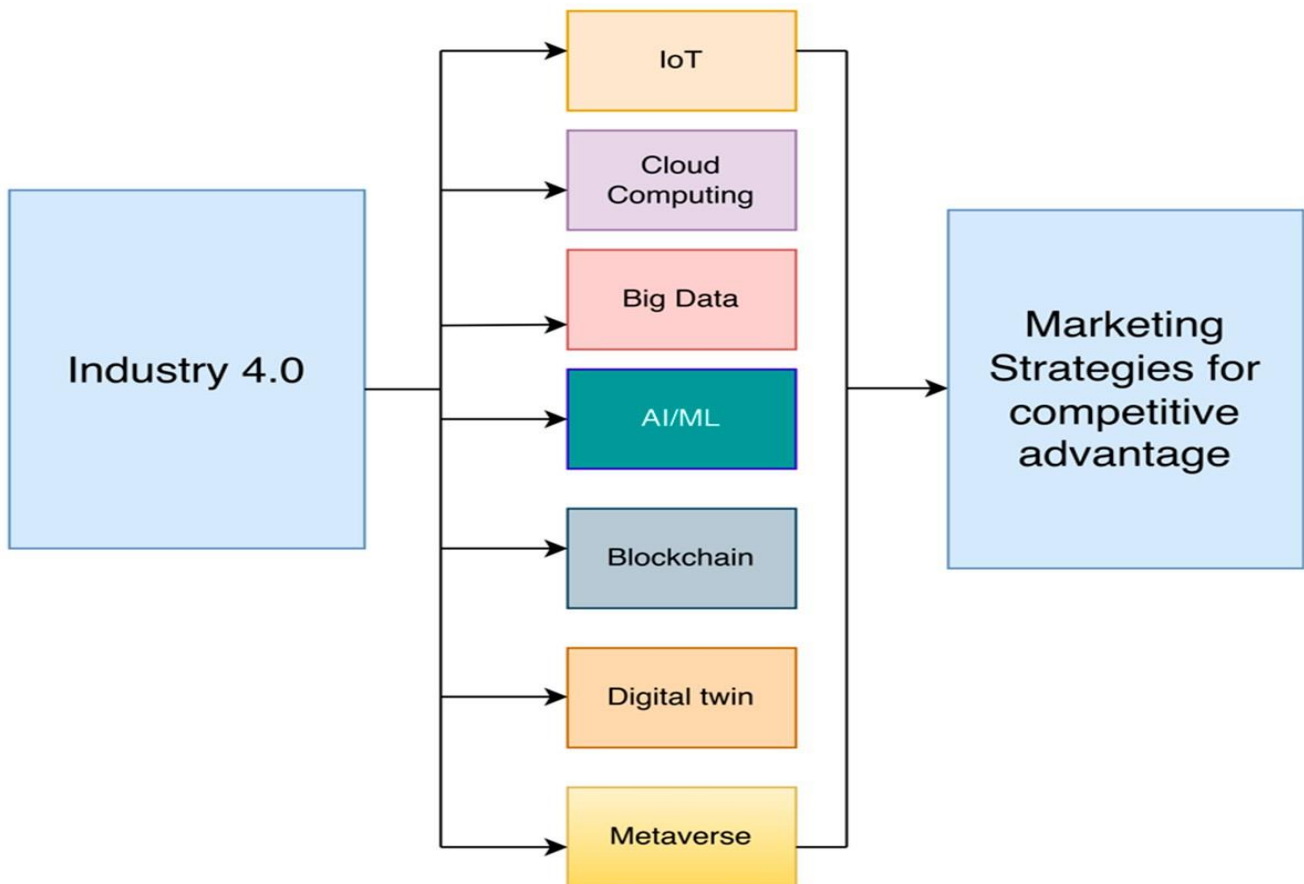 Industry 4.0
IoT
Cloud
Computing
Big Data
AI/ML
Blockchain
Digital twin
Metaverse
Marketing
Strategies for
competitive
advantage